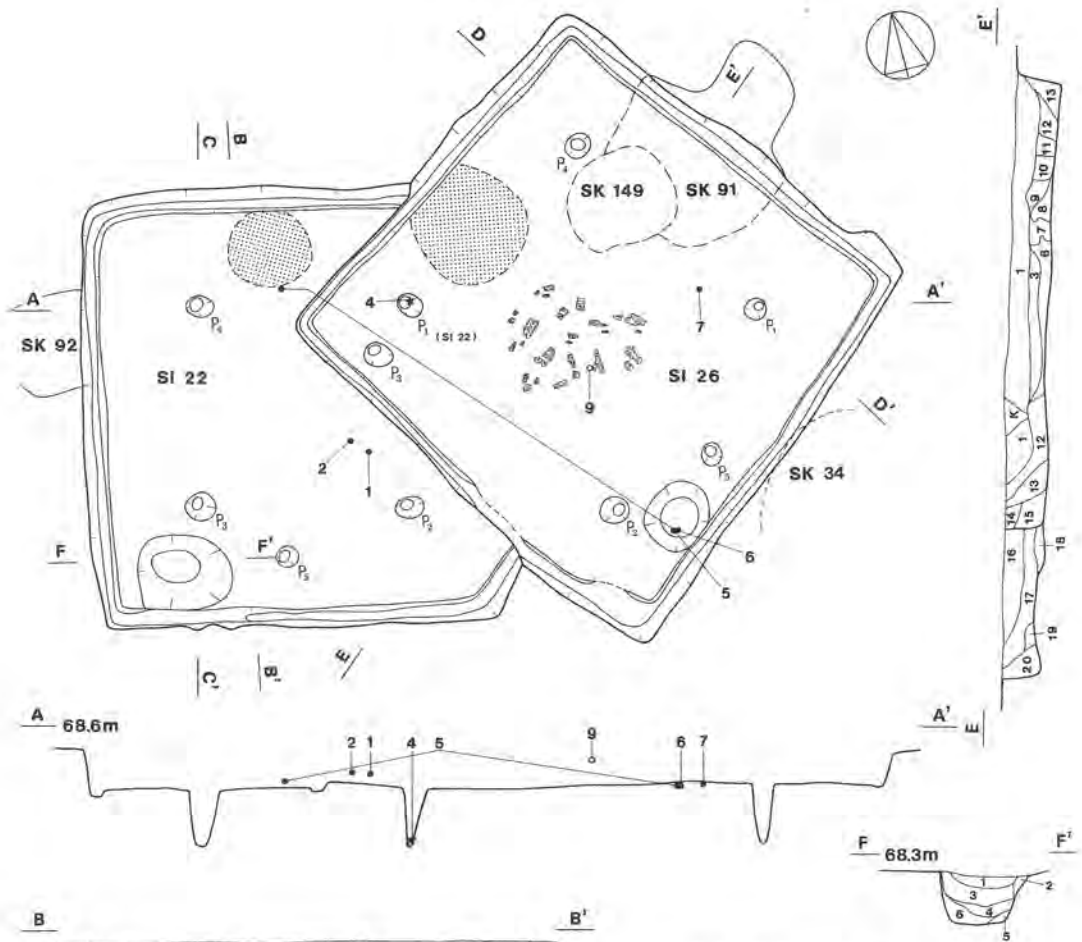 D
E'
E'
C B
13
12
11
10
9
8
7
6
3
1
P₄
SK 149 SK 91
A
4
P₁ (SI 22)
7
P₁
A'
P₄
SK 92
SI 22
P₃
SI 26
9
D'
K
1
12
2
1
P₅
SK 34
13
14 15
P₃
P₂
P₂
6
18
16
F
F'
P₅
5
17
19
20
C' B' E
A 68.6m
2 1 4 5 9 6 7
A' E
F 68.3m F'
1 2
3
6 4
5
B B'